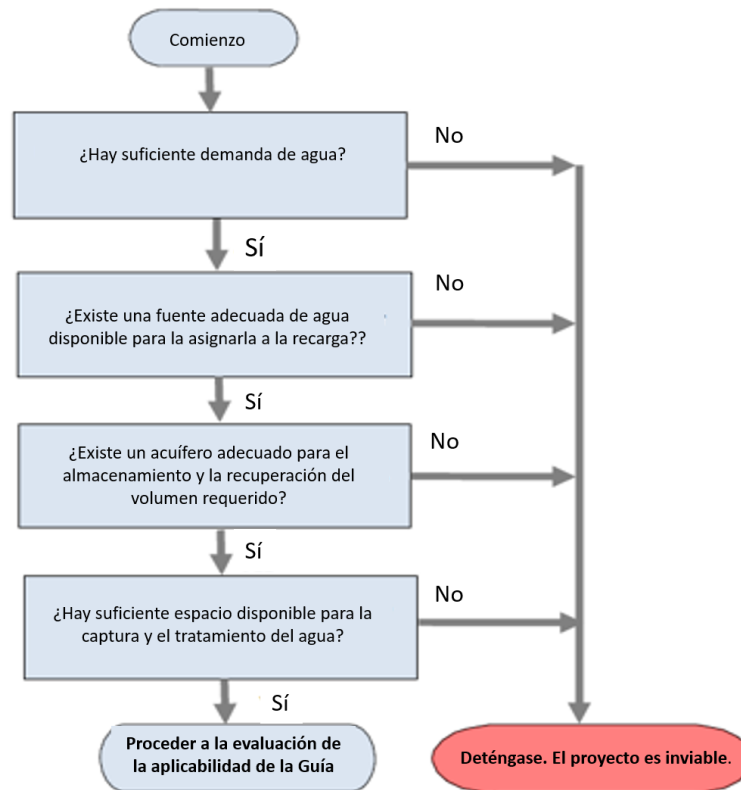 Comienzo
¿Hay suficiente demanda de agua?
No
Sí
¿Existe una fuente adecuada de agua
disponible para la asignarla a la recarga??
No
Sí
¿Existe un acuífero adecuado para el
almacenamiento y la recuperación del
volumen requerido?
No
Sí
¿Hay suficiente espacio disponible para la
captura y el tratamiento del agua?
No
Sí
Proceder a la evaluación de
la aplicabilidad de la Guía
Deténgase. El proyecto es inviable.